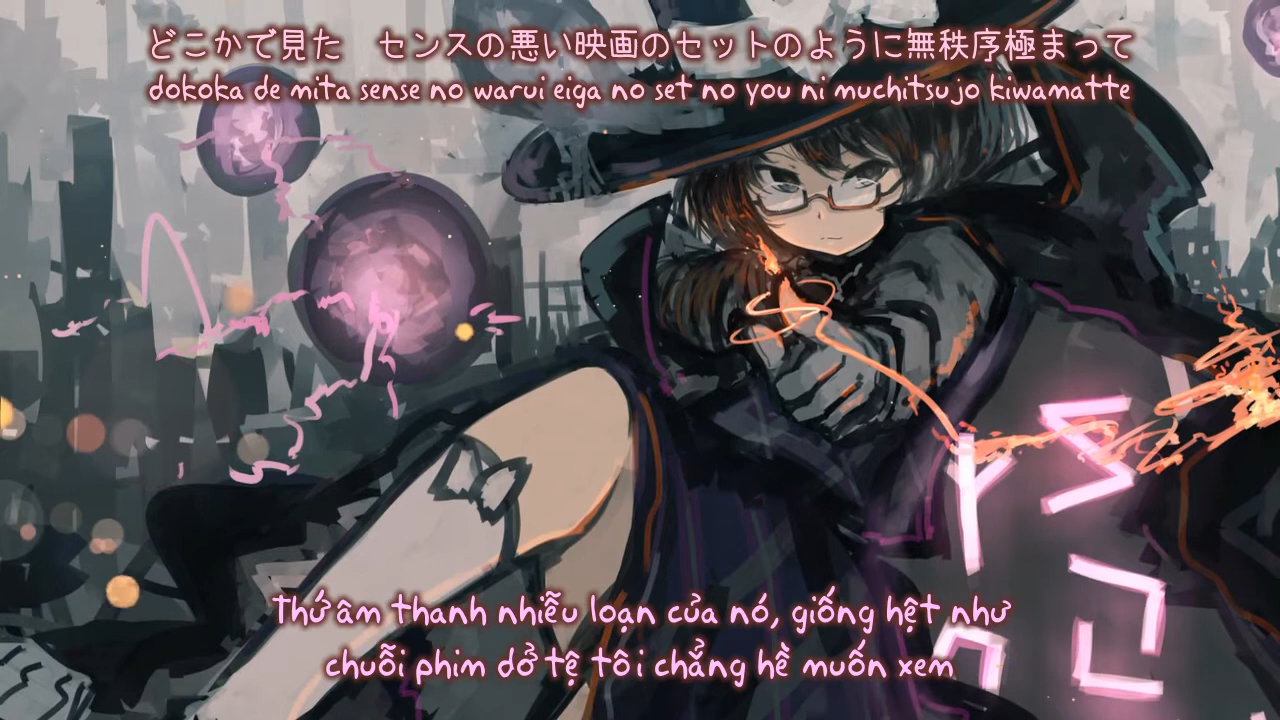 どこかで見た　センスの悪い映画のセットのように無秩序極まって
dokoka de mita sense no warui eiga no set no you ni muchitsujo kiwamatte
Thứ âm thanh nhiễu loạn của nó, giống hệt như
chuỗi phim dở tệ tôi chẳng hề muốn xem